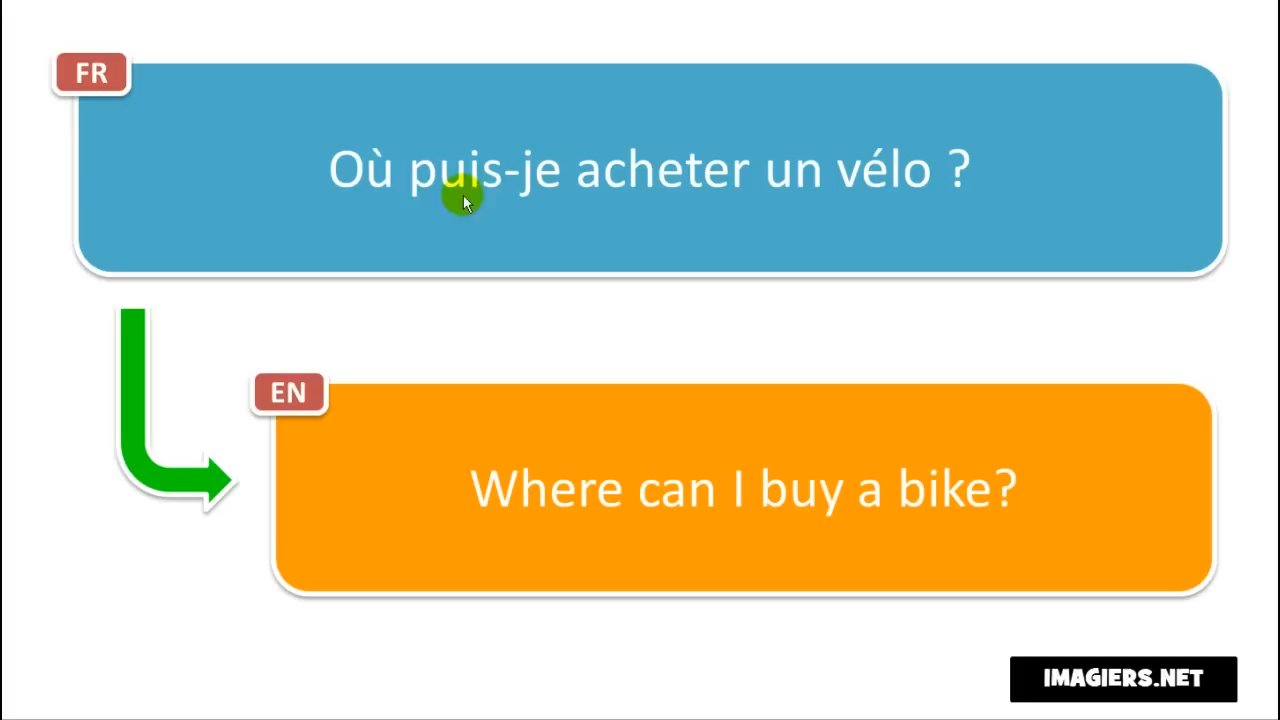 FR
Où puis-je acheter un vélo ?
EN
Where can I buy a bike?
IMAGIERS.NET